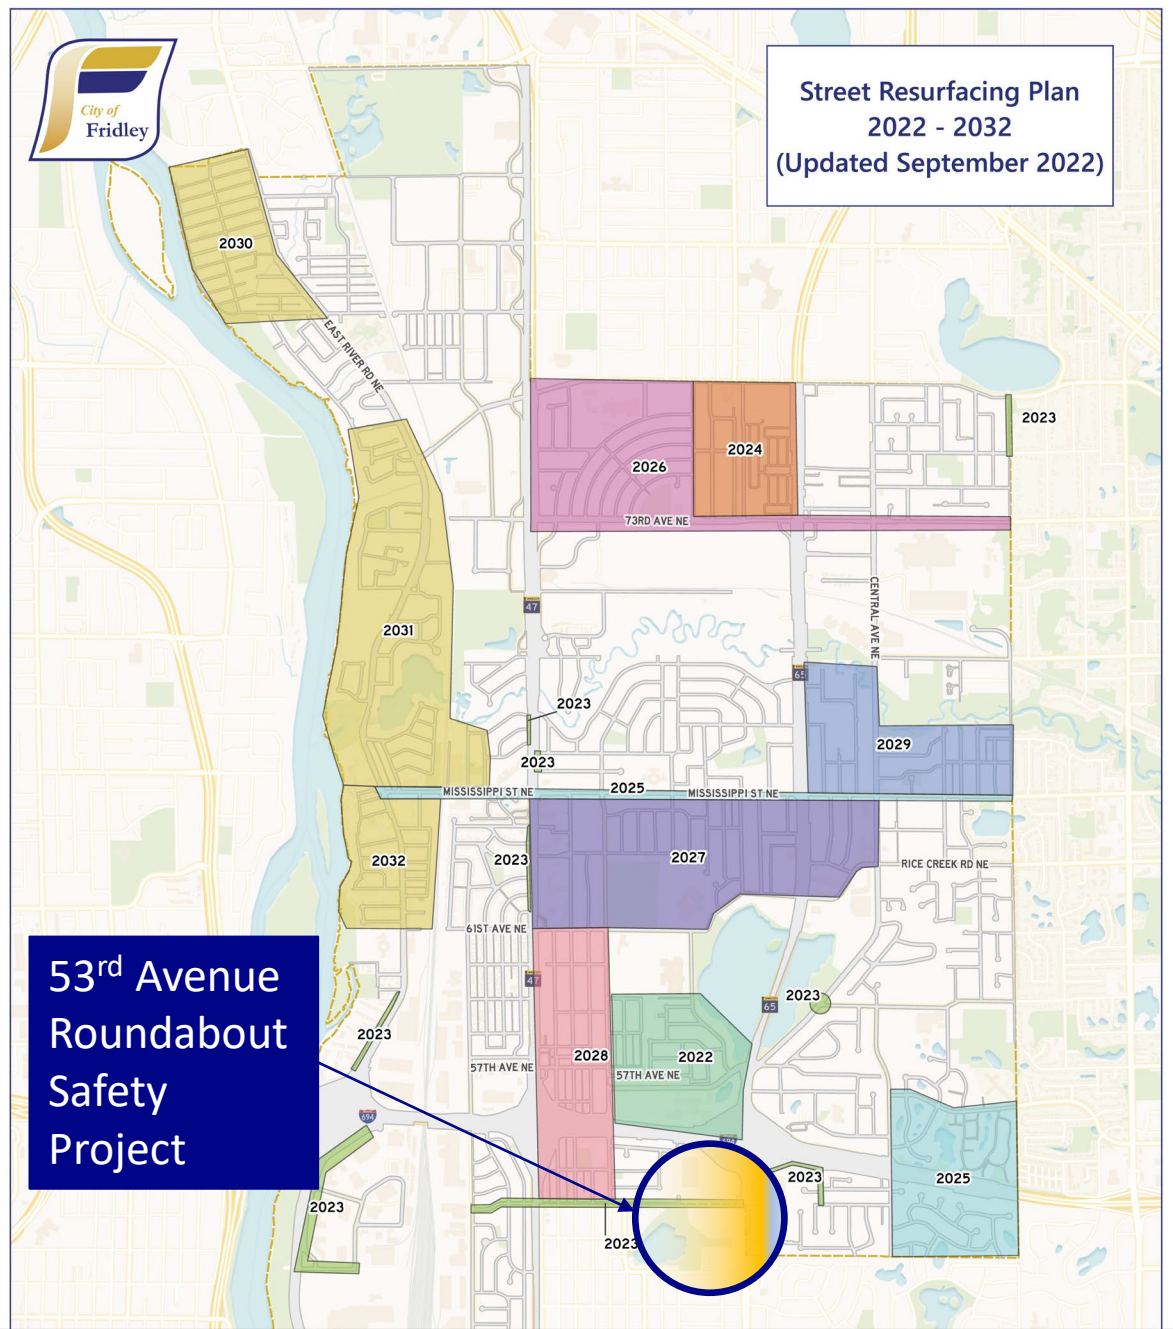 City of
Fridley
Street Resurfacing Plan
2022 - 2032
(Updated September 2022)
2030
EAST RIVER RD NE
2023
2024
2026
73RD AVE NE
47
CENTRAL AVE NE
2031
65
2023
2029
2023
2025
MISSISSIPPI ST NE
MISSISSIPPI ST NE
2032
2023
2027
RICE CREEK RD NE
61ST AVE NE
47
65
2023
2023
2028
2022
57TH AVE NE
57TH AVE NE
53rd Avenue
Roundabout
Safety
Project
694
2023
2025
2023
2023